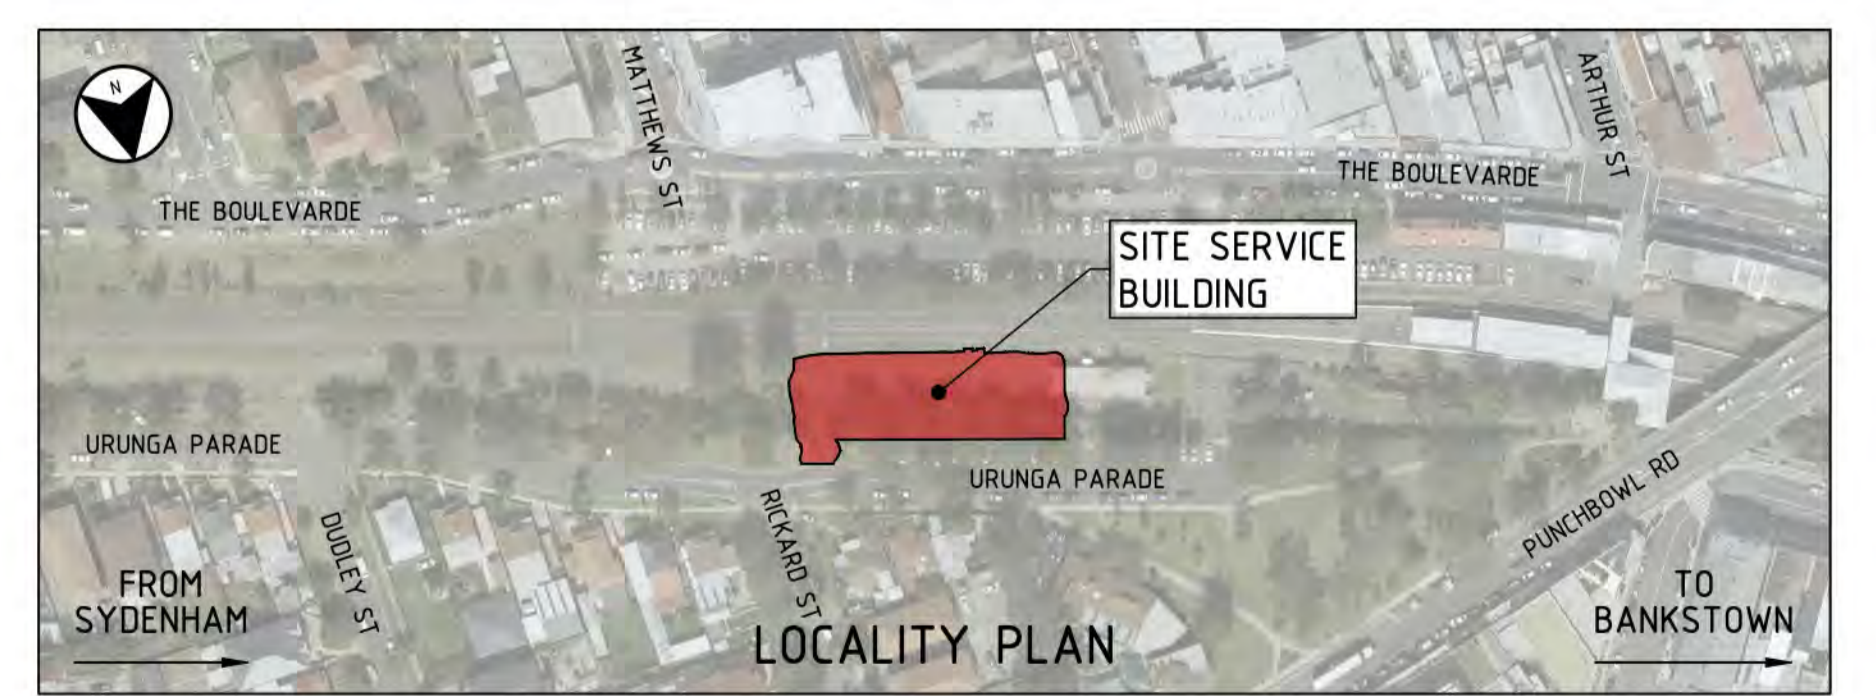 N
MATTHEWS ST
ARTHUR ST
THE BOULEVARDE
THE BOULEVARDE
SITE SERVICE
BUILDING
URUNGA PARADE
URUNGA PARADE
DUDLEY ST
RICKARD ST
PUNCHBOWL RD
FROM
SYDENHAM
LOCALITY PLAN
TO
BANKSTOWN